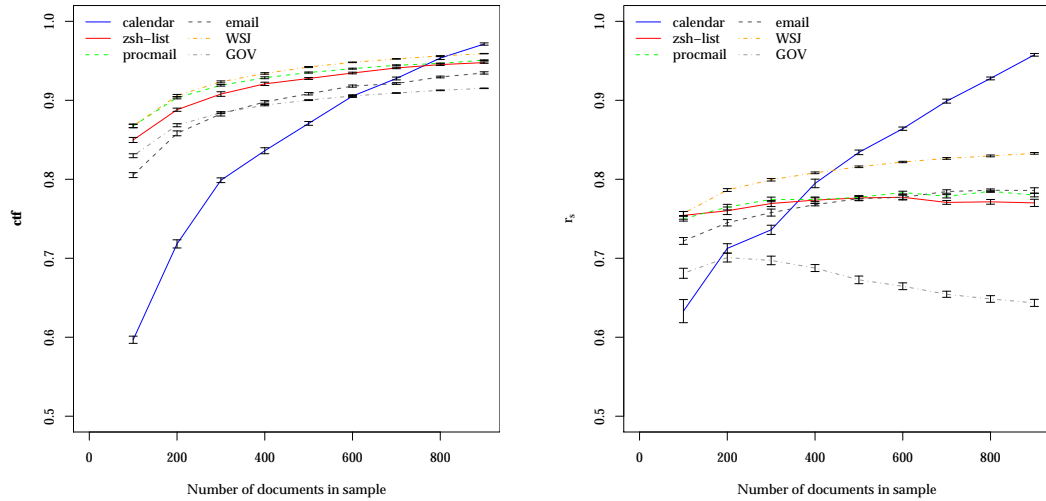 calendar
zsh-list
procmail
email
WSJ
GOV
ctf
1.0
0.9
0.8
0.7
0.6
0.5
0 200 400 600 800
Number of documents in sample
calendar
zsh-list
procmail
email
WSJ
GOV
rs
1.0
0.9
0.8
0.7
0.6
0.5
0 200 400 600 800
Number of documents in sample